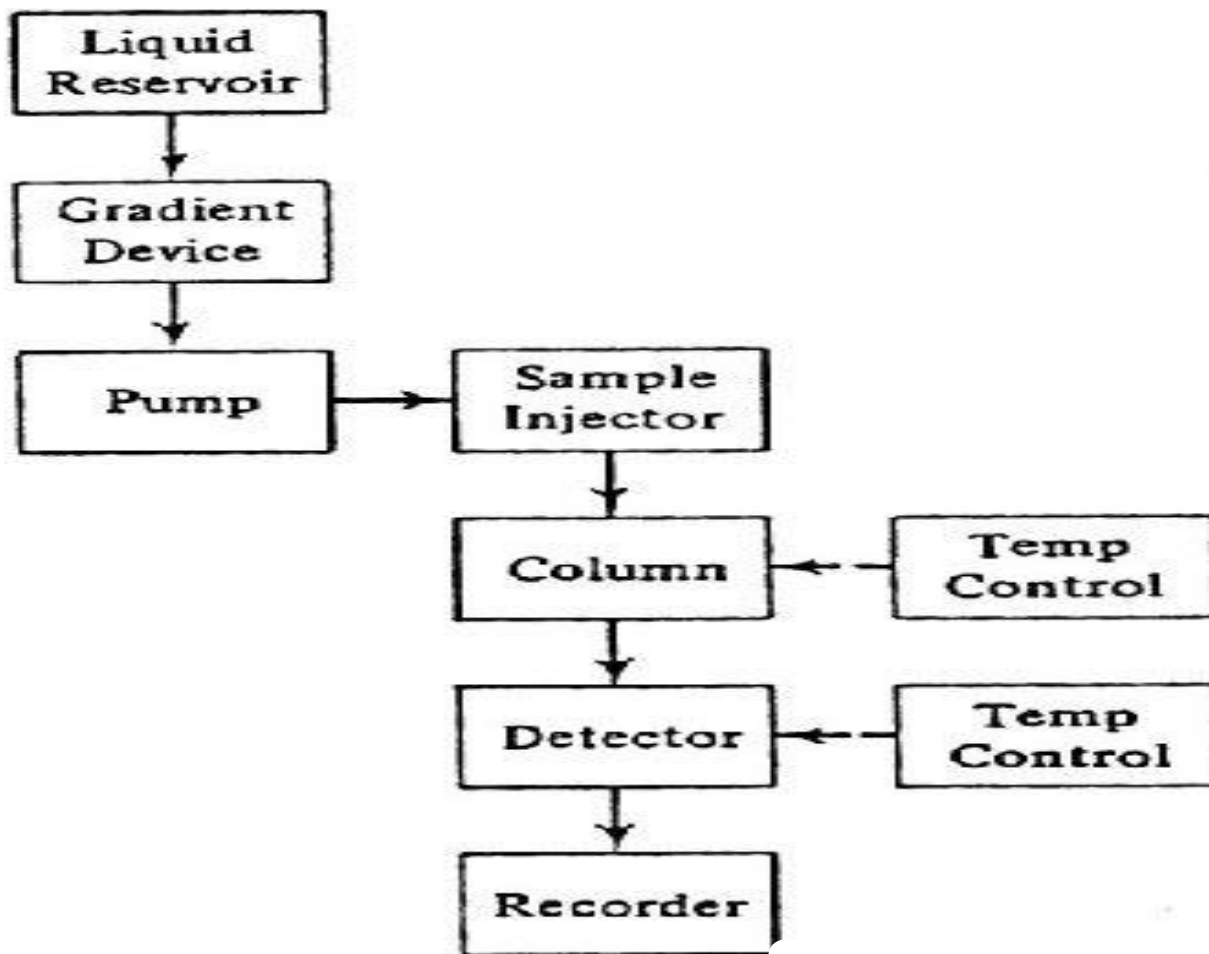 Liquid
Reservoir
Gradient
Device
Pump
Sample
Injector
Column
Temp
Control
Detector
Temp
Control
Recorder